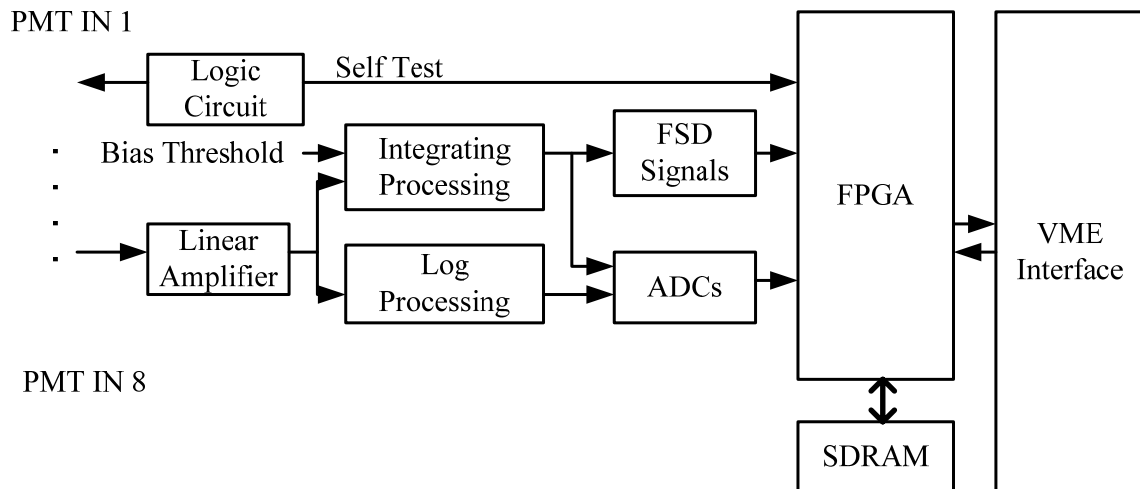 PMT IN 1
Logic
Circuit
Self Test
Bias Threshold
Integrating
Processing
FSD
Signals
FPGA
VME
Interface
Linear
Amplifier
Log
Processing
ADCs
PMT IN 8
SDRAM